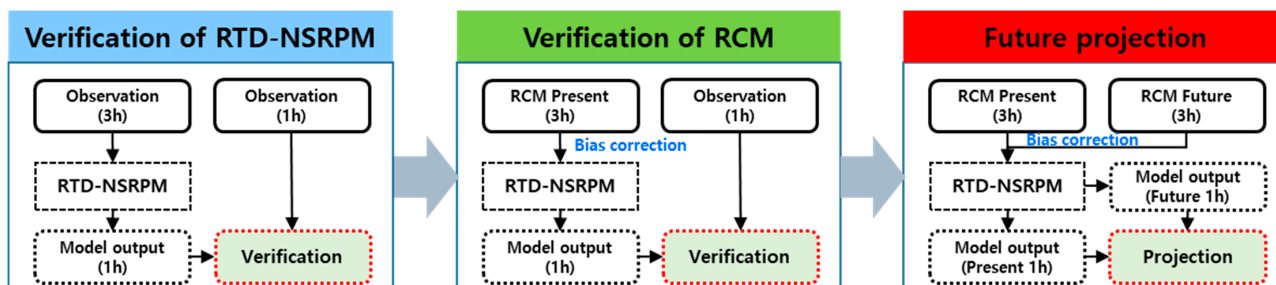 Verification of RTD-NSRPM
Observation
(3h)
Observation
(1h)
RTD-NSRPM
Model output
(1h)
Verification
Verification of RCM
RCM Present
(3h)
Observation
(1h)
Bias correction
RTD-NSRPM
Model output
(1h)
Verification
Future projection
RCM Present
(3h)
RCM Future
(3h)
Bias correction
RTD-NSRPM
Model output
(Future 1h)
Model output
(Present 1h)
Projection